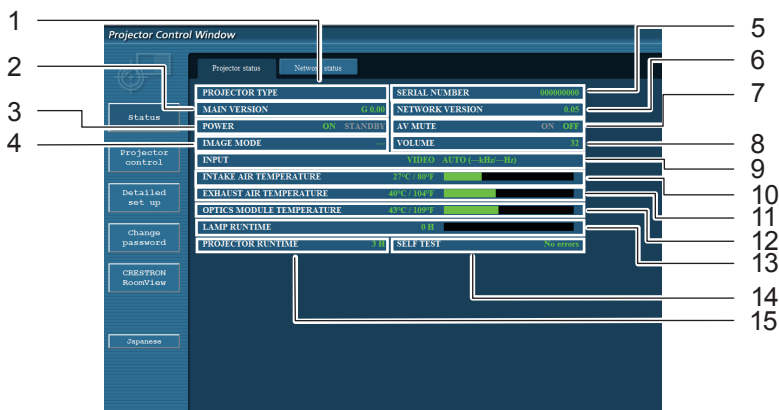 Projector Control Window
Projector status Network status
PROJECTOR TYPE
SERIAL NUMBER 000000000
MAIN VERSION G 0.00
NETWORK VERSION 0.05
POWER ON STANDBY
AV MUTE ON OFF
IMAGE MODE ---
VOLUME 32
INPUT VIDEO AUTO (---kHz/---Hz)
INTAKE AIR TEMPERATURE 27°C / 80°F
EXHAUST AIR TEMPERATURE 40°C / 104°F
OPTICS MODULE TEMPERATURE 43°C / 109°F
LAMP RUNTIME 0 H
PROJECTOR RUNTIME 3 H
SELF TEST No errors
Status
Projector
control
Detailed
set up
Change
password
CRESTRON
RoomView
Japanese
1
2
3
4
5
6
7
8
9
10
11
12
13
14
15